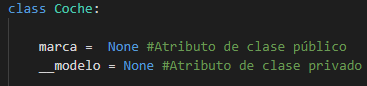 class Coche:
marca =  None #Atributo de clase público
__modelo = None #Atributo de clase privado